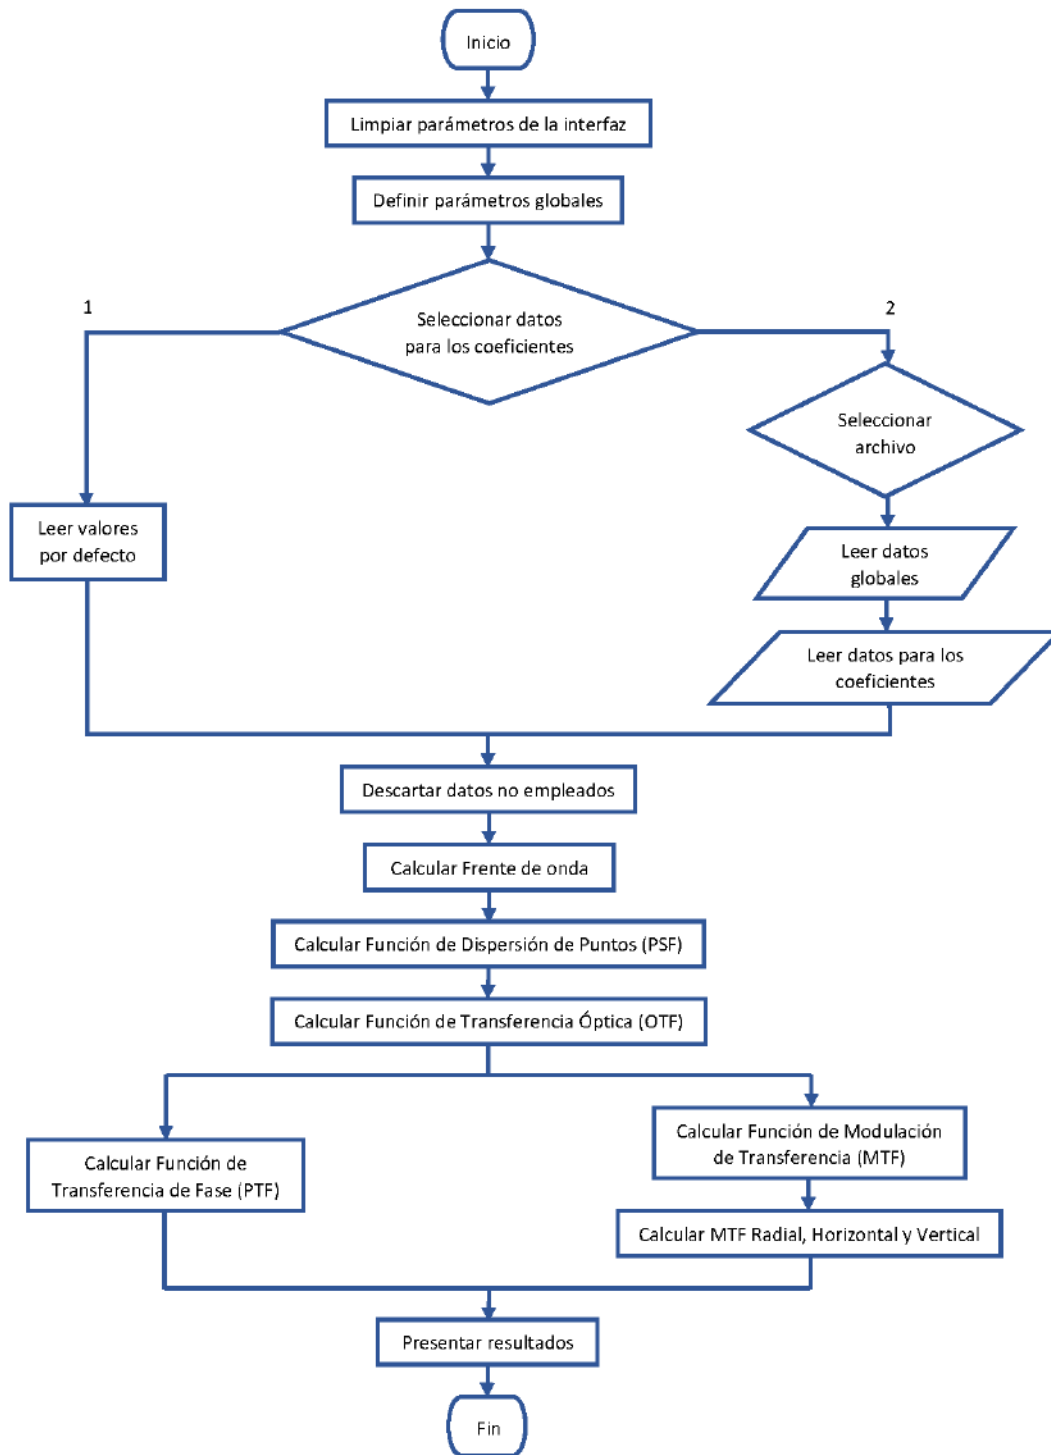 Inicio
Limpiar parámetros de la interfaz
Definir parámetros globales
1
Seleccionar datos
para los coeficientes
2
Seleccionar
archivo
Leer valores
por defecto
Leer datos
globales
Leer datos para los
coeficientes
Descartar datos no empleados
Calcular Frente de onda
Calcular Función de Dispersión de Puntos (PSF)
Calcular Función de Transferencia Óptica (OTF)
Calcular Función de
Transferencia de Fase (PTF)
Calcular Función de Modulación
de Transferencia (MTF)
Calcular MTF Radial, Horizontal y Vertical
Presentar resultados
Fin